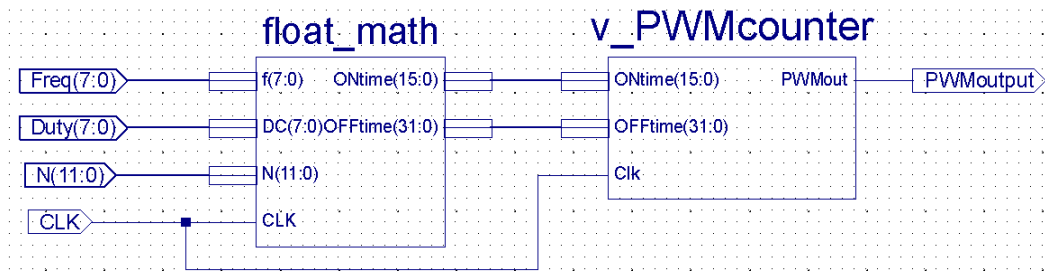 float_math v_PWMcounter
Freq(7:0) f(7:0) ONtime(15:0) ONtime(15:0) PWMout PWMoutput
Duty(7:0) DC(7:0) OFFtime(31:0) OFFtime(31:0)
N(11:0) N(11:0) Clk
CLK CLK